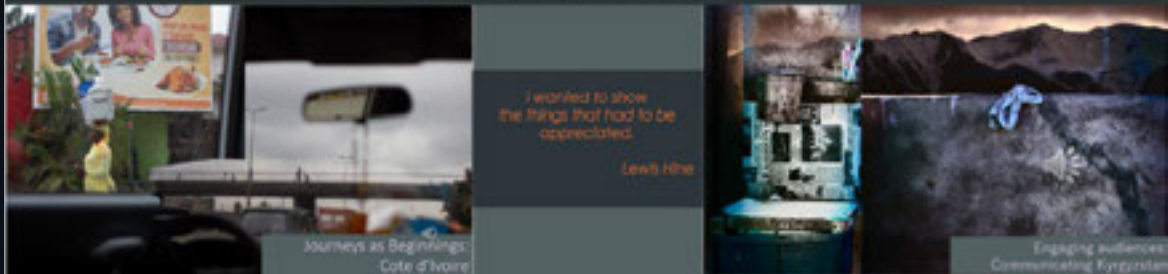 I wanted to show
the things that had to be
appreciated.
Lewis Hine
Journeys as Beginnings:
Cote d'Ivoire
Engaging audiences:
Communicating Kyrgyzstan